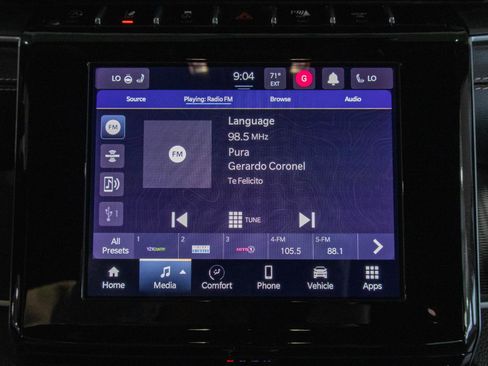 LO 9:04 71° EXT G LO
Source Playing: Radio FM Browse Audio
FM
Language
98.5 MHz
FM
Pura
Gerardo Coronel
Te Felicito
1
TUNE
All Presets 1 2 3 4-FM 105.5 5-FM 88.1
Home Media Comfort Phone Vehicle Apps